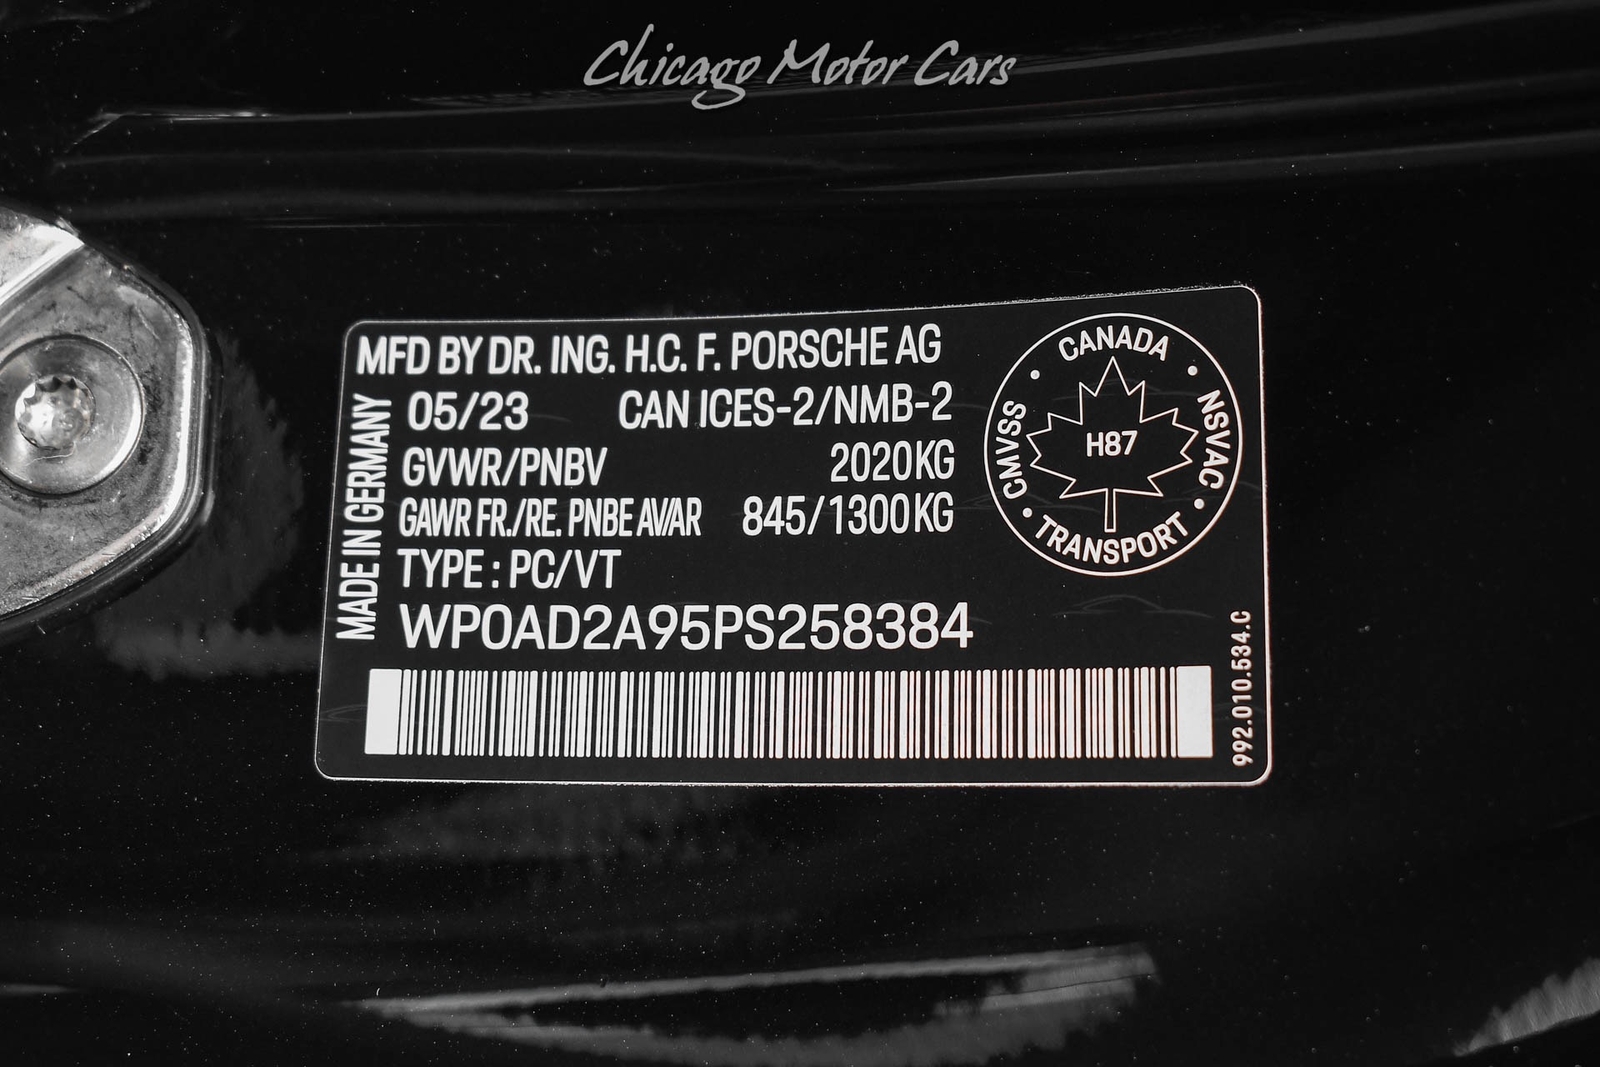 Chicago Motor Cars
MFD BY DR. ING. H.C. F. PORSCHE AG
05/23 CAN ICES-2/NMB-2
GVWR/PNBV 2020KG
GAWR FR./RE. PNBE AV/AR 845/1300KG
TYPE : PC/VT
WP0AD2A95PS258384
MADE IN GERMANY
CANADA
CMVSS
NSVAC
H87
TRANSPORT
992.010.534.C